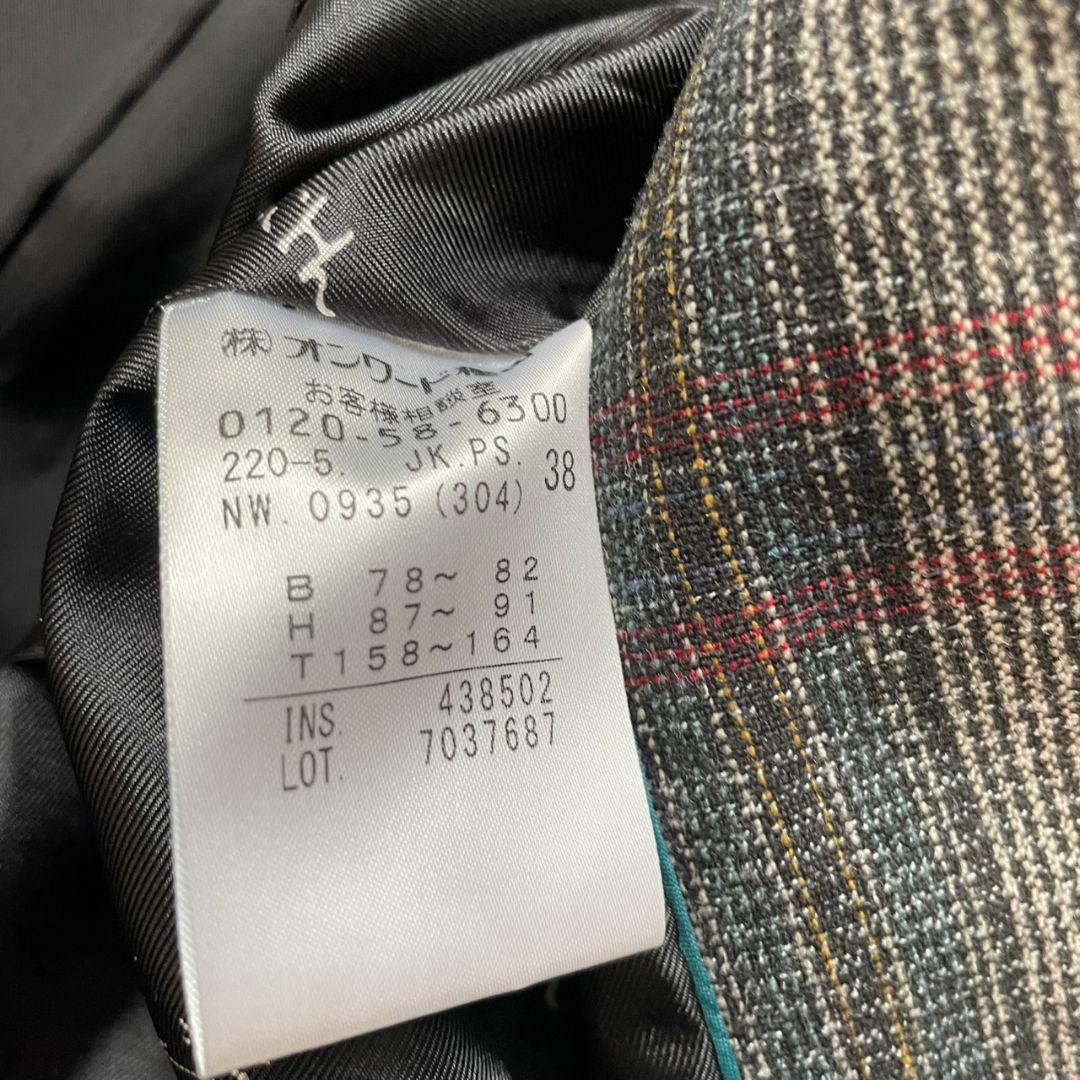 ㈱オンワード
お客様相談室
0120-58-6300
220-5. JK.PS. 38
NW. 0935 (304)
B 78~ 82
H 87~ 91
T158~164
INS. 438502
LOT. 7037687